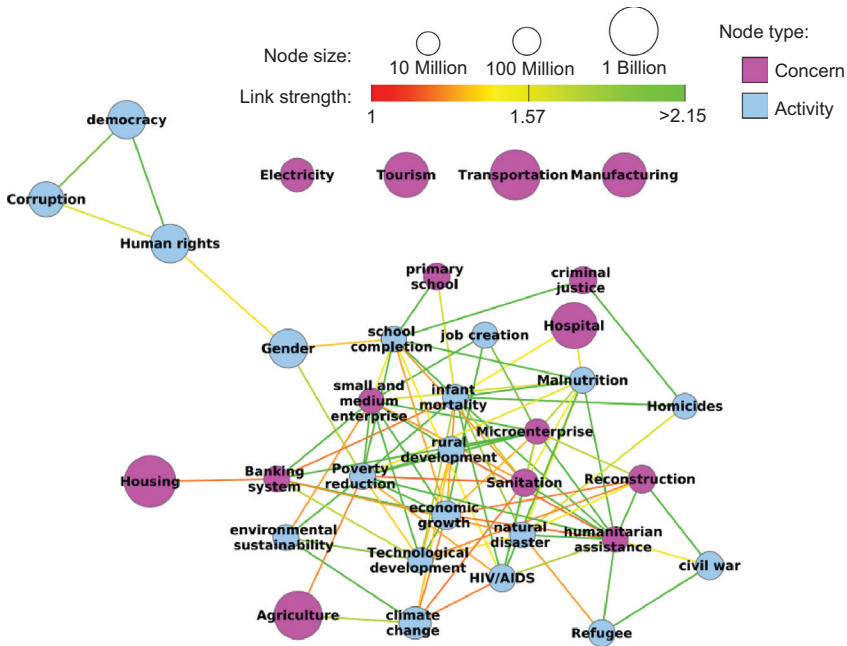 Node type:
Node size:
10 Million
100 Million
1 Billion
Concern
Link strength:
Activity
1
1.57
>2.15
democracy
Electricity
Tourism
Transportation
Manufacturing
Corruption
Human rights
primary
school
criminal
justice
Hospital
school
completion
job creation
Gender
Malnutrition
small and
medium
enterprise
infant
mortality
Homicides
Microenterprise
rural
development
Housing
Banking
system
Poverty
reduction
Sanitation
Reconstruction
economic
growth
environmental
sustainability
natural
disaster
humanitarian
assistance
Technological
development
civil war
HIV/AIDS
Agriculture
climate
change
Refugee